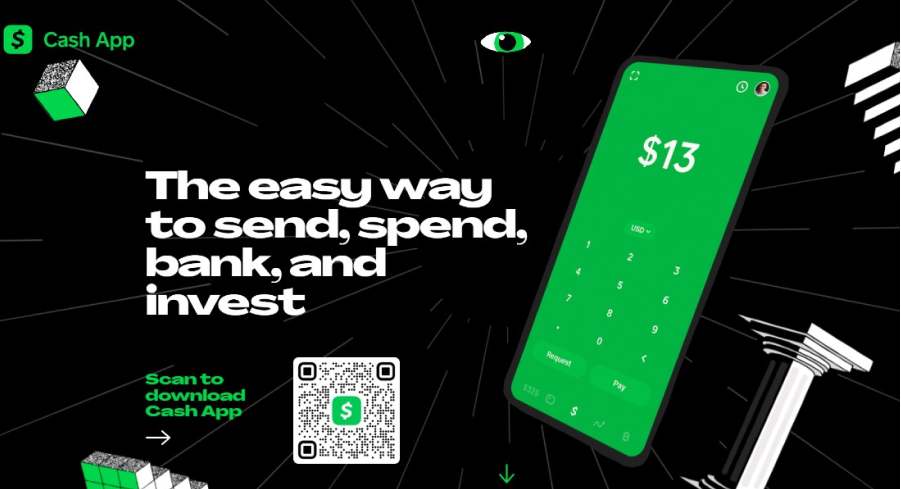 Cash App
The easy way
to send, spend,
bank, and
invest
Scan to
download
Cash App
$13
USD
1 2 3
4 5 6
7 8 9
. 0 <
Request
Pay
$325
$